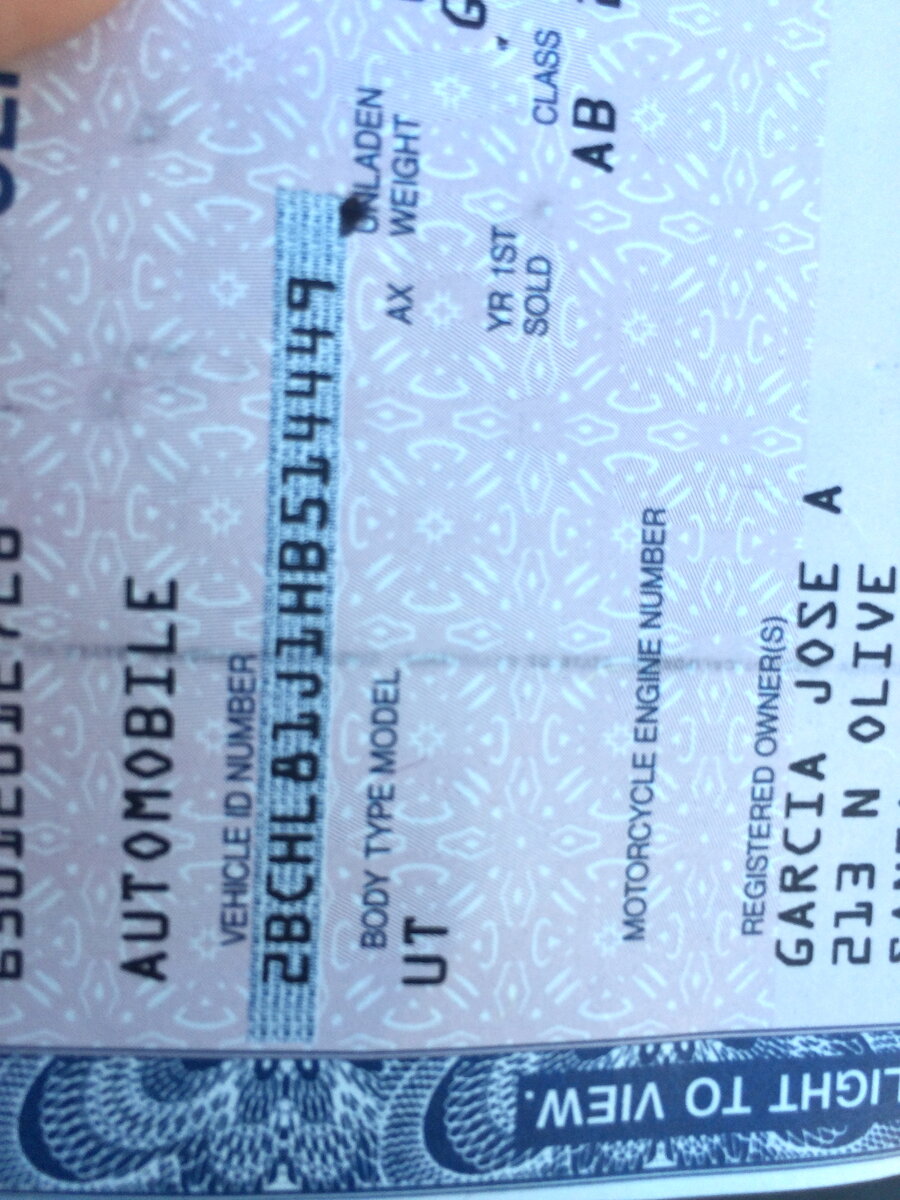 AUTOMOBILE
VEHICLE ID NUMBER
2BCHL81J1HB514449
BODY TYPE MODEL AX UNLADEN WEIGHT
UT G
YR 1ST SOLD CLASS
AB
MOTORCYCLE ENGINE NUMBER
REGISTERED OWNER(S)
GARCIA JOSE A
213 N OLIVE
LIGHT TO VIEW.